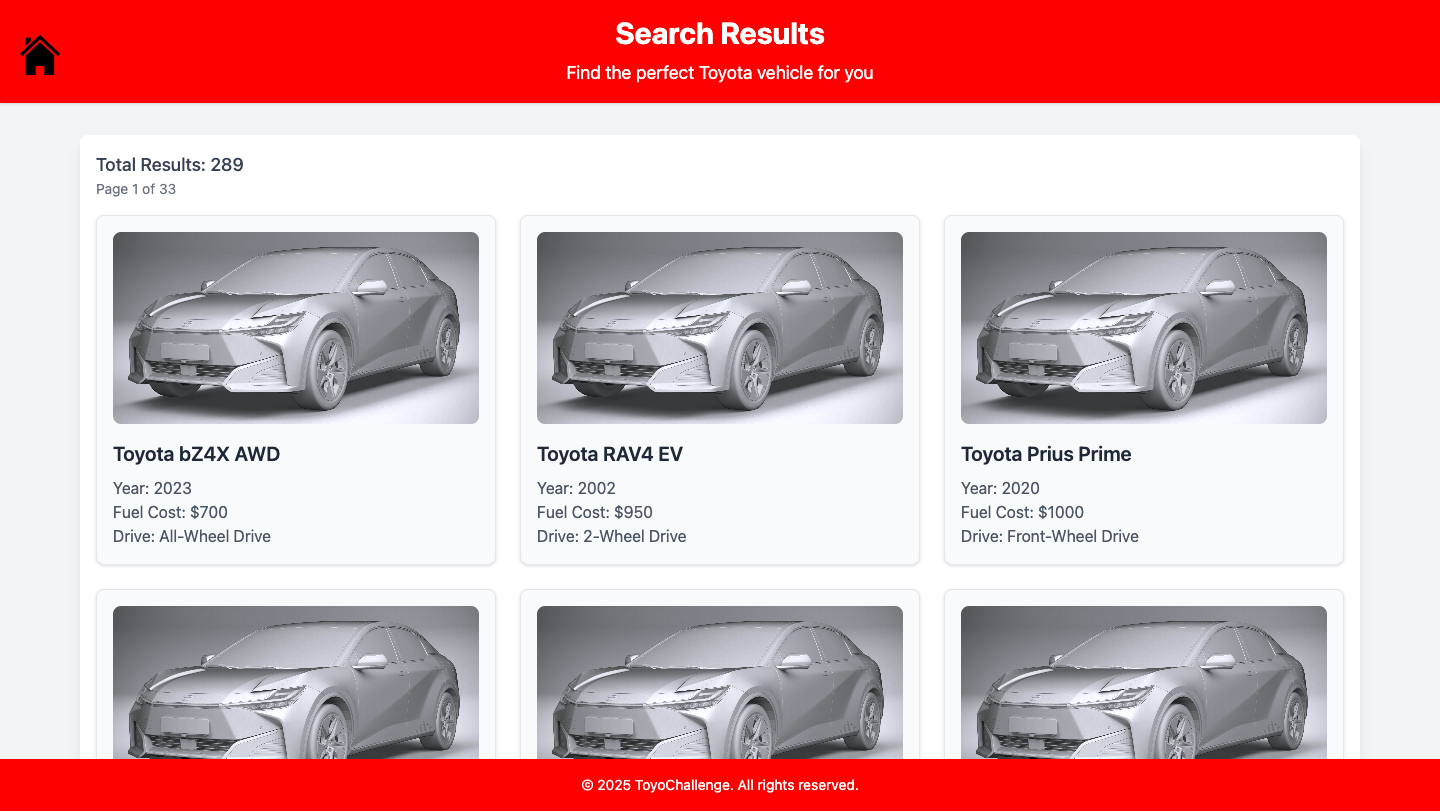 Search Results
Find the perfect Toyota vehicle for you
Total Results: 289
Page 1 of 33
Toyota bZ4X AWD
Year: 2023
Fuel Cost: $700
Drive: All-Wheel Drive
Toyota RAV4 EV
Year: 2002
Fuel Cost: $950
Drive: 2-Wheel Drive
Toyota Prius Prime
Year: 2020
Fuel Cost: $1000
Drive: Front-Wheel Drive
© 2025 ToyoChallenge. All rights reserved.